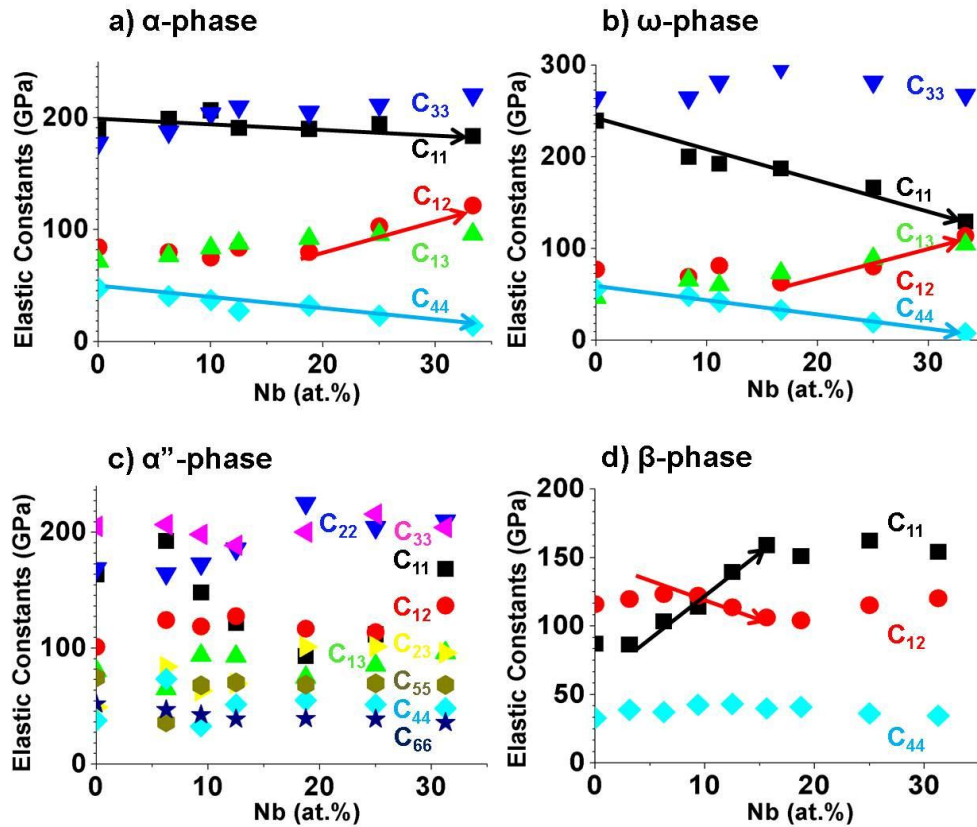 a) α-phase
Elastic Constants (GPa)
200
100
0
C33
C11
C12
C13
C44
0
10
20
30
Nb (at.%)
b) ω-phase
Elastic Constants (GPa)
300
200
100
0
C33
C11
C13
C12
C44
0
10
20
30
Nb (at.%)
c) α”-phase
Elastic Constants (GPa)
200
100
0
C22
C33
C11
C12
C23
C13
C55
C44
C66
0
10
20
30
Nb (at.%)
d) β-phase
Elastic Constants (GPa)
200
150
100
50
0
C11
C12
C44
0
10
20
30
Nb (at.%)